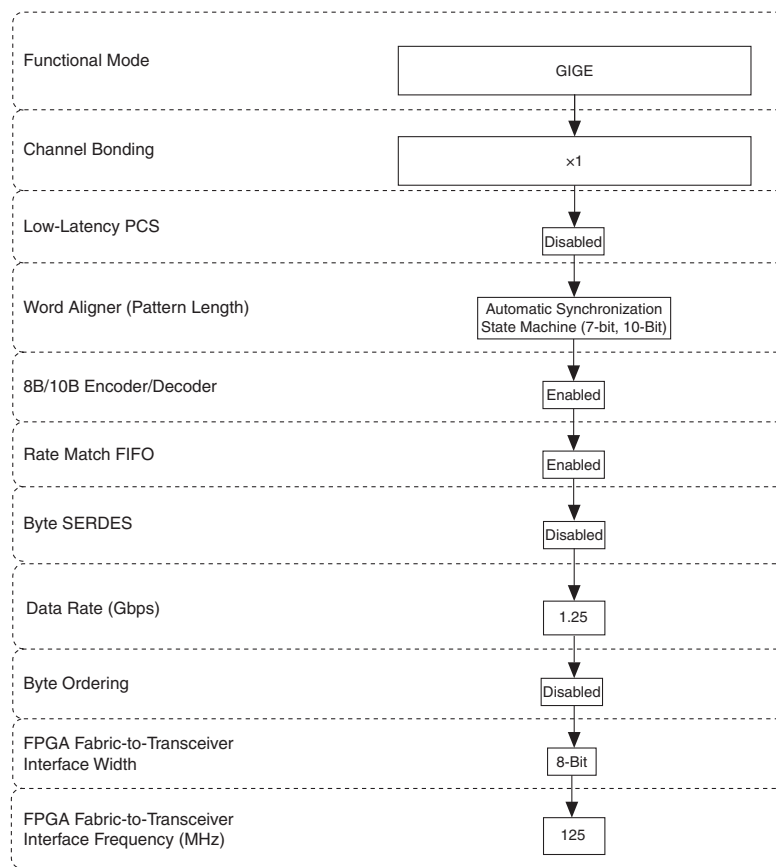 Functional Mode
GIGE
Channel Bonding
×1
Low-Latency PCS
Disabled
Word Aligner (Pattern Length)
Automatic Synchronization
State Machine (7-bit, 10-Bit)
8B/10B Encoder/Decoder
Enabled
Rate Match FIFO
Enabled
Byte SERDES
Disabled
Data Rate (Gbps)
1.25
Byte Ordering
Disabled
FPGA Fabric-to-Transceiver
Interface Width
8-Bit
FPGA Fabric-to-Transceiver
Interface Frequency (MHz)
125